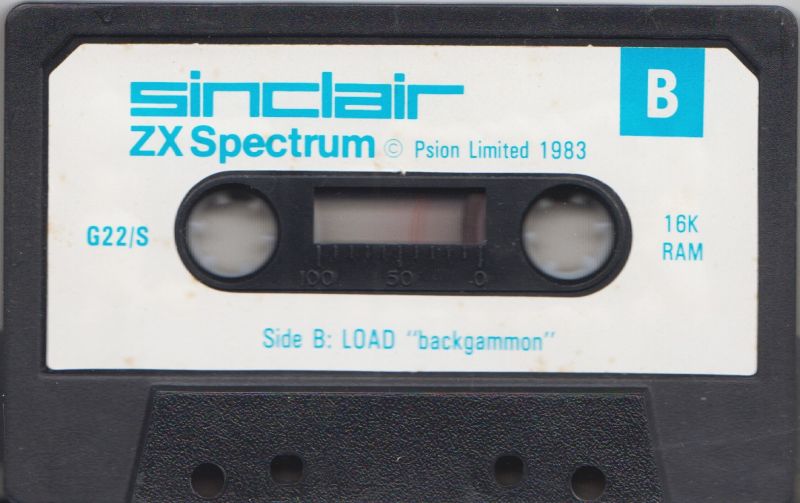 sinclair
B
ZX Spectrum © Psion Limited 1983
G22/S
16K
RAM
100 50 0
Side B: LOAD "backgammon"